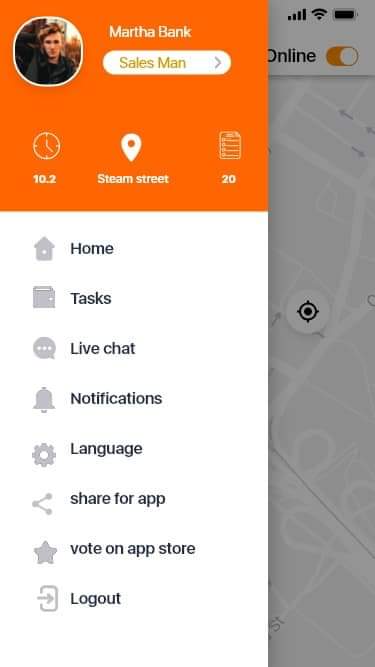 Martha Bank
Online
Sales Man
10.2
Steam street
20
Home
Tasks
Live chat
Notifications
Language
share for app
vote on app store
Logout
St